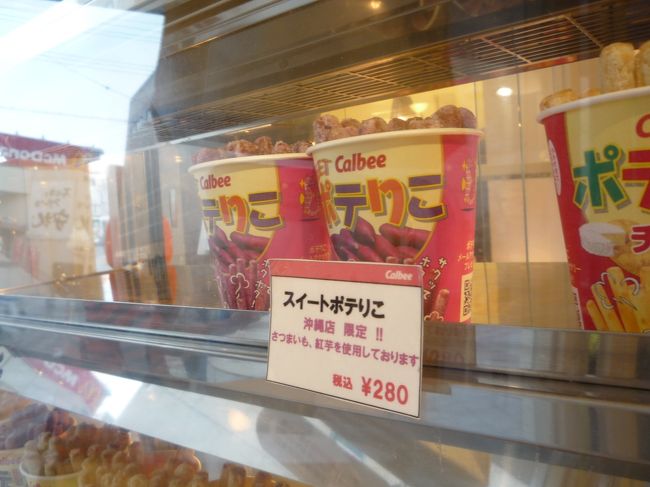 Calbee
ポテりこ
Calbee
ポテりこ
ポテ
チ
Calbee
スイートポテりこ
沖縄店 限定 !!
さつまいも、紅芋を使用しております
税込 ¥280